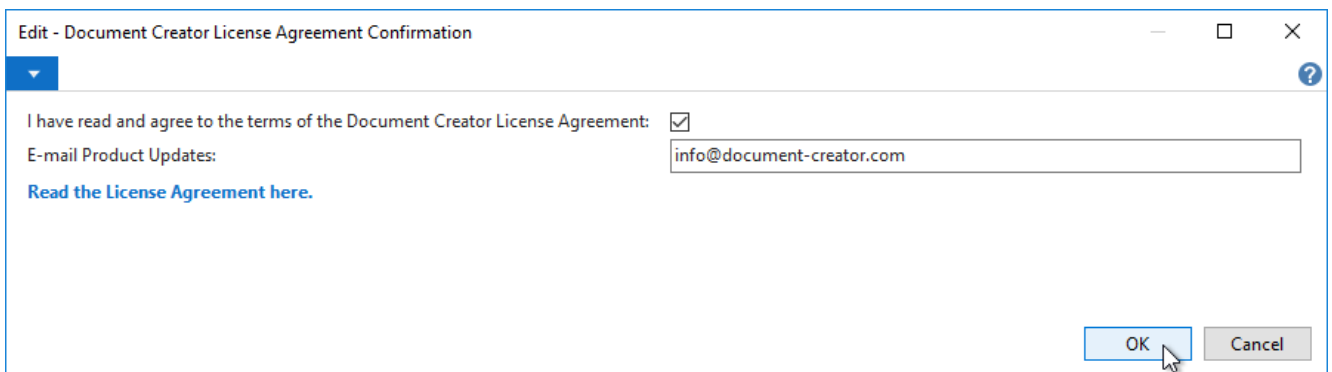 Edit - Document Creator License Agreement Confirmation
?
I have read and agree to the terms of the Document Creator License Agreement:
E-mail Product Updates: info@document-creator.com
Read the License Agreement here.
OK Cancel